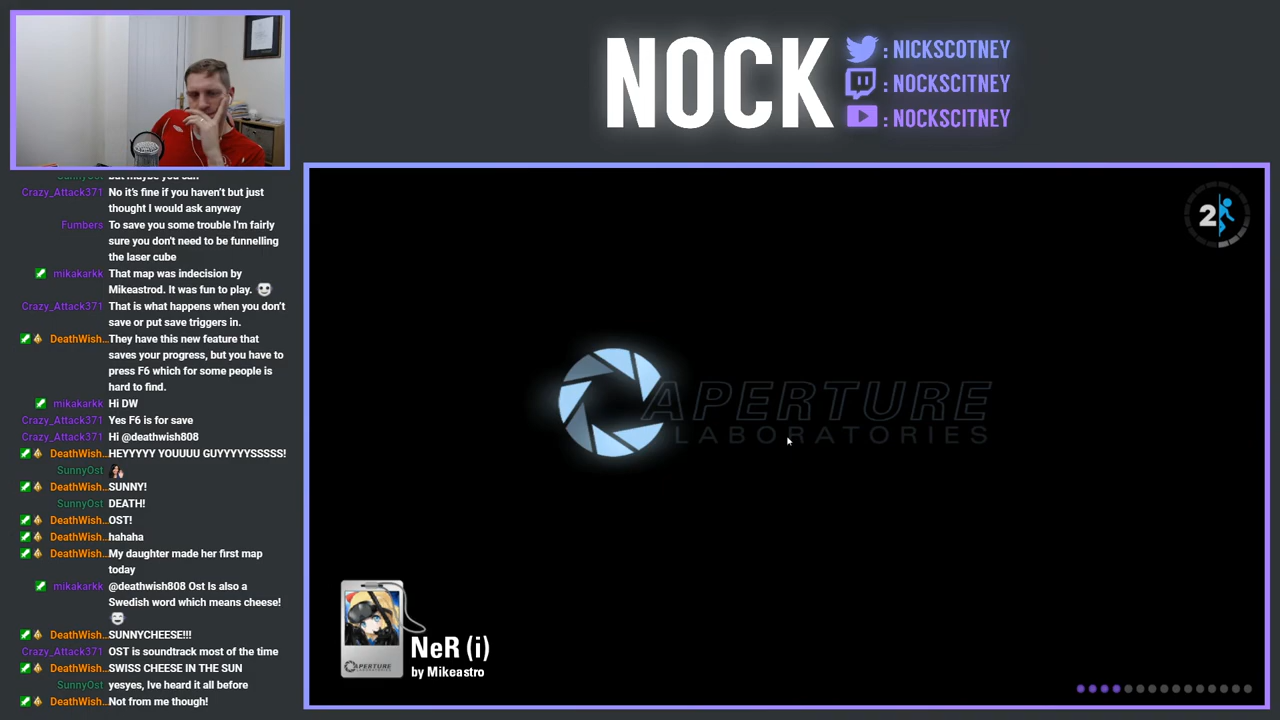 NOCK
: NICKSCOTNEY
: NOCKSCITNEY
: NOCKSCITNEY
Crazy_Attack371 No it's fine if you haven't but just
thought I would ask anyway
Fumbers To save you some trouble I'm fairly
sure you don't need to be funnelling
the laser cube
mikakarkk That map was indecision by
Mikeastrod. It was fun to play.
Crazy_Attack371 That is what happens when you don't
save or put save triggers in.
DeathWish... They have this new feature that
saves your progress, but you have to
press F6 which for some people is
hard to find.
mikakarkk Hi DW
Crazy_Attack371 Yes F6 is for save
Crazy_Attack371 Hi @deathwish808
DeathWish... HEYYYYY YOUUUU GUYYYYYSSSSS!
SunnyOst
DeathWish... SUNNY!
SunnyOst DEATH!
DeathWish... OST!
DeathWish... hahaha
DeathWish... My daughter made her first map
today
mikakarkk @deathwish808 Ost Is also a
Swedish word which means cheese!
DeathWish... SUNNYCHEESE!!!
Crazy_Attack371 OST is soundtrack most of the time
DeathWish... SWISS CHEESE IN THE SUN
SunnyOst yesyes, Ive heard it all before
DeathWish... Not from me though!
2
APERTURE
LABORATORIES
APERTURE
NeR (i)
by Mikeastro